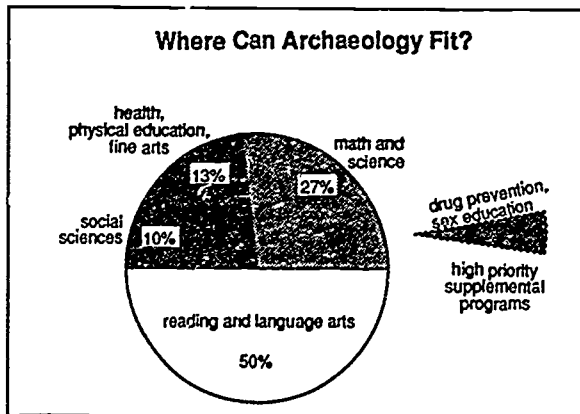 Where Can Archaeology Fit?
health,
physical education,
fine arts
13%
math and
science
27%
social
sciences
10%
drug prevention,
sex education
high priority
supplemental
programs
reading and language arts
50%